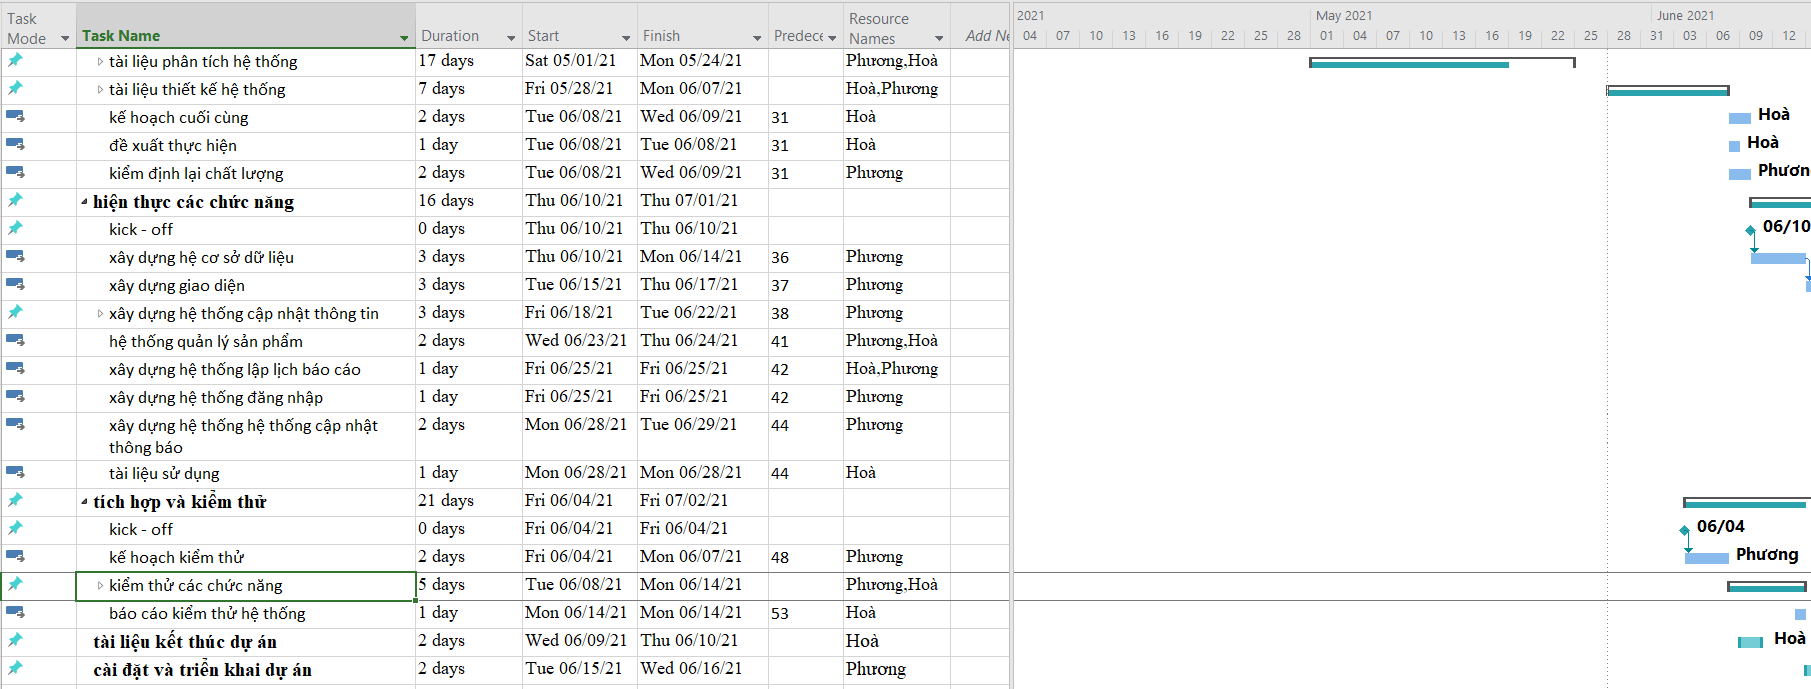 Task Mode	Task Name	Duration	Start	Finish	Predece	Resource Names	Add Ne
2021	May 2021	June 2021
04	07	10	13	16	19	22	25	28	01	04	07	10	13	16	19	22	25	28	31	03	06	09	12
tài liệu phân tích hệ thống	17 days	Sat 05/01/21	Mon 05/24/21	Phương,Hoà
tài liệu thiết kế hệ thống	7 days	Fri 05/28/21	Mon 06/07/21	Hoà,Phương
kế hoạch cuối cùng	2 days	Tue 06/08/21	Wed 06/09/21	31	Hoà	Hoà
đề xuất thực hiện	1 day	Tue 06/08/21	Tue 06/08/21	31	Hoà	Hoà
kiểm định lại chất lượng	2 days	Tue 06/08/21	Wed 06/09/21	31	Phương	Phươn
hiện thực các chức năng	16 days	Thu 06/10/21	Thu 07/01/21
kick - off	0 days	Thu 06/10/21	Thu 06/10/21	06/10
xây dựng hệ cơ sở dữ liệu	3 days	Thu 06/10/21	Mon 06/14/21	36	Phương
xây dựng giao diện	3 days	Tue 06/15/21	Thu 06/17/21	37	Phương
xây dựng hệ thống cập nhật thông tin	3 days	Fri 06/18/21	Tue 06/22/21	38	Phương
hệ thống quản lý sản phẩm	2 days	Wed 06/23/21	Thu 06/24/21	41	Phương,Hoà
xây dựng hệ thống lập lịch báo cáo	1 day	Fri 06/25/21	Fri 06/25/21	42	Hoà,Phương
xây dựng hệ thống đăng nhập	1 day	Fri 06/25/21	Fri 06/25/21	42	Phương
xây dựng hệ thống hệ thống cập nhật	2 days	Mon 06/28/21	Tue 06/29/21	44	Phương
thông báo
tài liệu sử dụng	1 day	Mon 06/28/21	Mon 06/28/21	44	Hoà
tích hợp và kiểm thử	21 days	Fri 06/04/21	Fri 07/02/21
kick - off	0 days	Fri 06/04/21	Fri 06/04/21	06/04
kế hoạch kiểm thử	2 days	Fri 06/04/21	Mon 06/07/21	48	Phương	Phương
kiểm thử các chức năng	5 days	Tue 06/08/21	Mon 06/14/21	Phương,Hoà
báo cáo kiểm thử hệ thống	1 day	Mon 06/14/21	Mon 06/14/21	53	Hoà
tài liệu kết thúc dự án	2 days	Wed 06/09/21	Thu 06/10/21	Hoà	Hoà
cài đặt và triển khai dự án	2 days	Tue 06/15/21	Wed 06/16/21	Phương